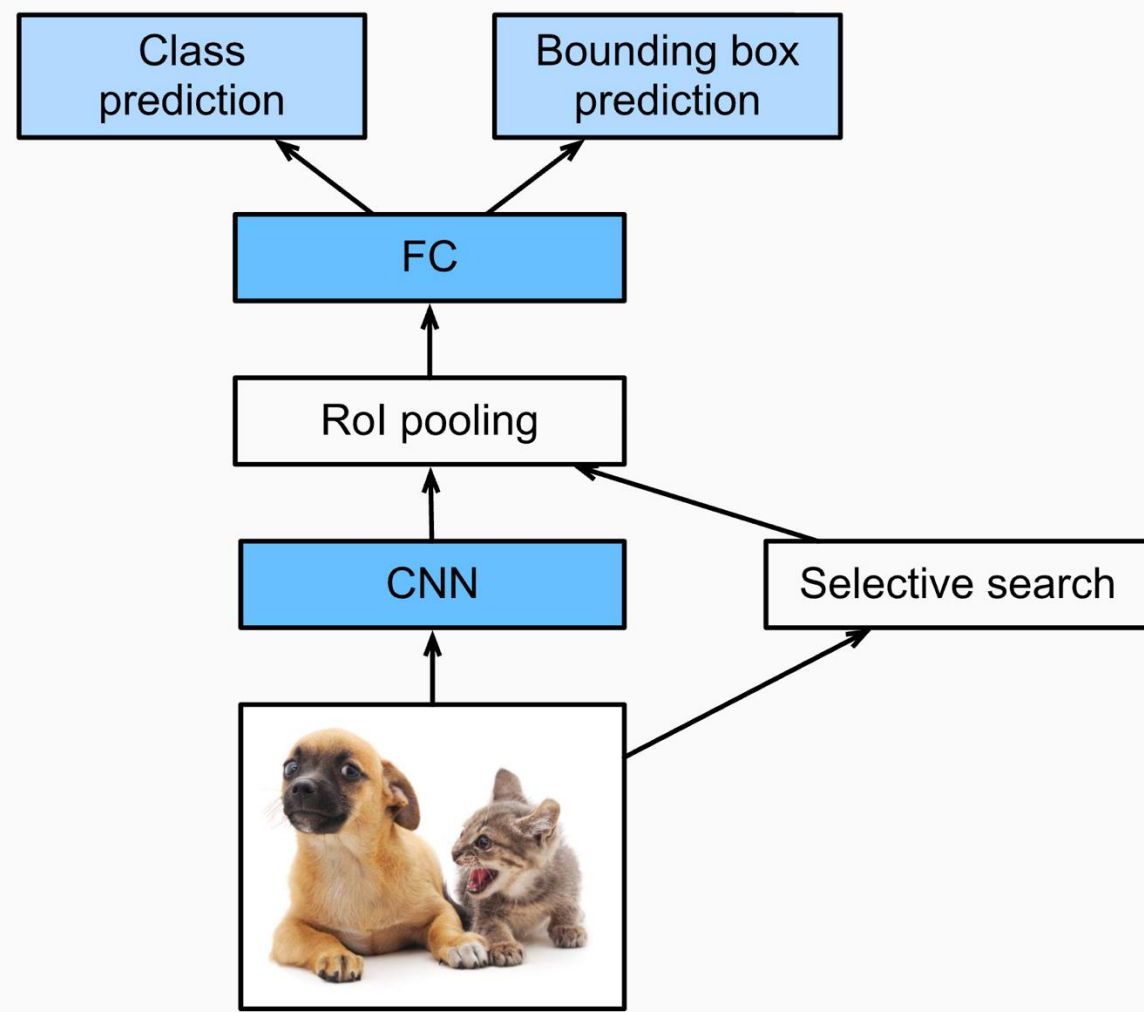 Class
prediction
Bounding box
prediction
FC
RoI pooling
CNN
Selective search